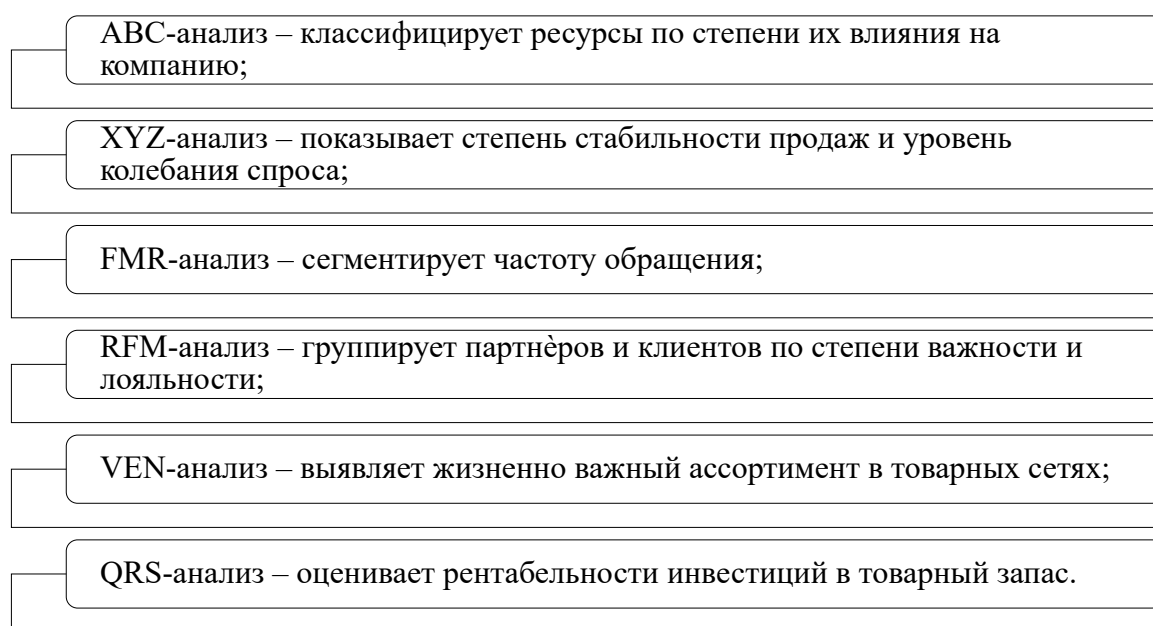 ABC-анализ – классифицирует ресурсы по степени их влияния на
компанию;
XYZ-анализ – показывает степень стабильности продаж и уровень
колебания спроса;
FMR-анализ – сегментирует частоту обращения;
RFM-анализ – группирует партнѐров и клиентов по степени важности и
лояльности;
VEN-анализ – выявляет жизненно важный ассортимент в товарных сетях;
QRS-анализ – оценивает рентабельности инвестиций в товарный запас.